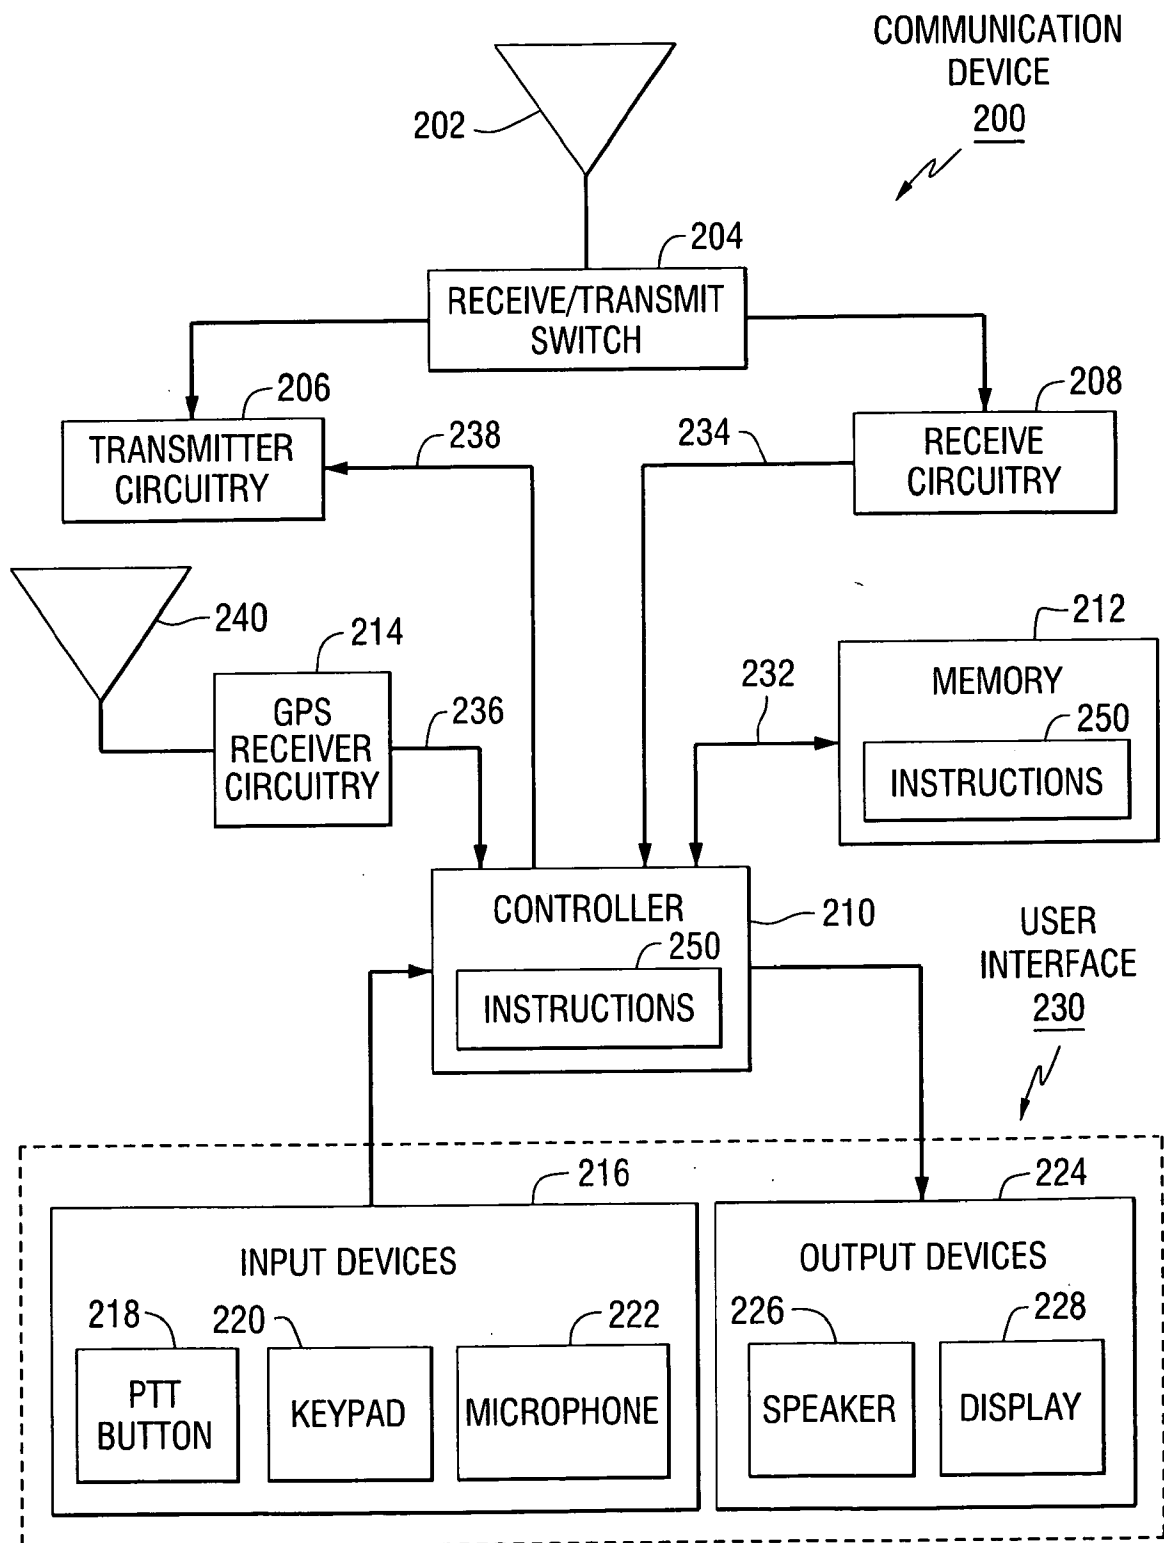 COMMUNICATION
DEVICE
200
202
204
RECEIVE/TRANSMIT
SWITCH
206
TRANSMITTER
CIRCUITRY
238
234
208
RECEIVE
CIRCUITRY
240
214
GPS
RECEIVER
CIRCUITRY
236
232
212
MEMORY
250
INSTRUCTIONS
CONTROLLER
210
250
INSTRUCTIONS
USER
INTERFACE
230
216
INPUT DEVICES
218
PTT
BUTTON
220
KEYPAD
222
MICROPHONE
224
OUTPUT DEVICES
226
SPEAKER
228
DISPLAY